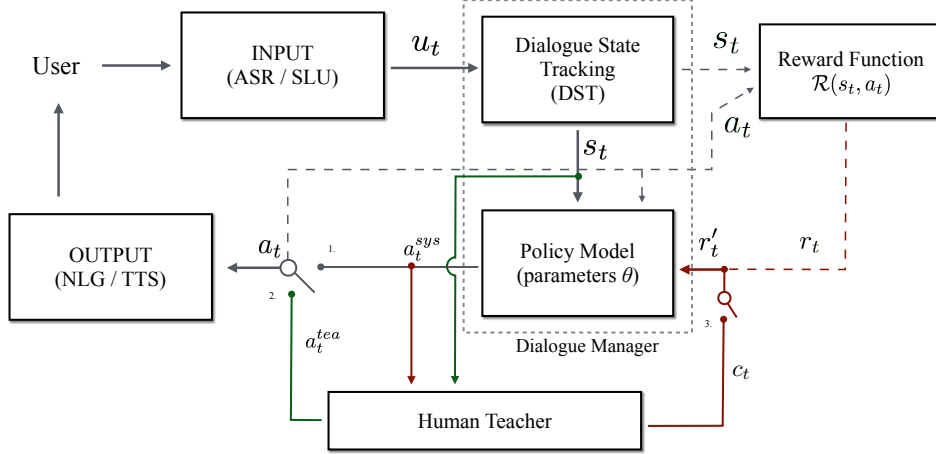 User
INPUT
(ASR / SLU)
u_t
Dialogue State
Tracking
(DST)
s_t
Reward Function
R(s_t, a_t)
a_t
s_t
OUTPUT
(NLG / TTS)
a_t
1.
2.
a_t^{sys}
a_t^{tea}
Policy Model
(parameters θ)
r'_t
r_t
3.
Dialogue Manager
c_t
Human Teacher